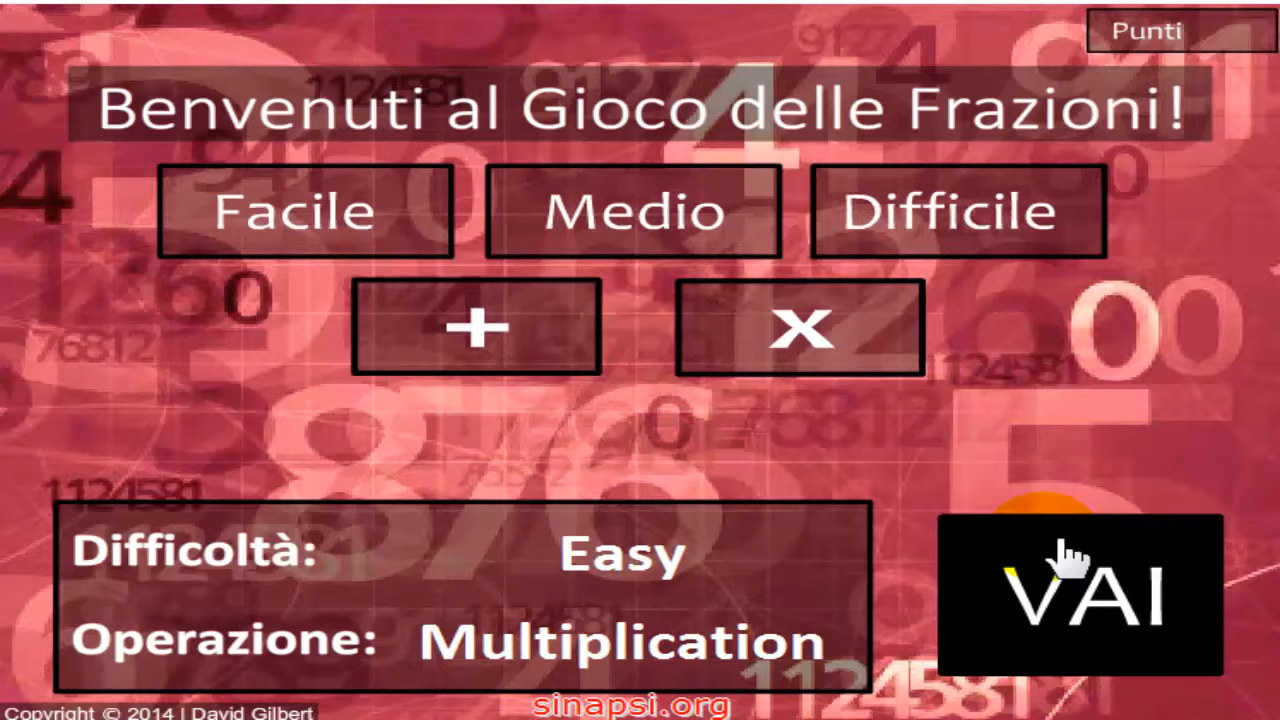 Punti
Benvenuti al Gioco delle Frazioni!
Facile Medio Difficile
+ x
Difficoltà: Easy
Operazione: Multiplication
VAI
Copyright © 2014 | David Gilbert
sinapsi.org